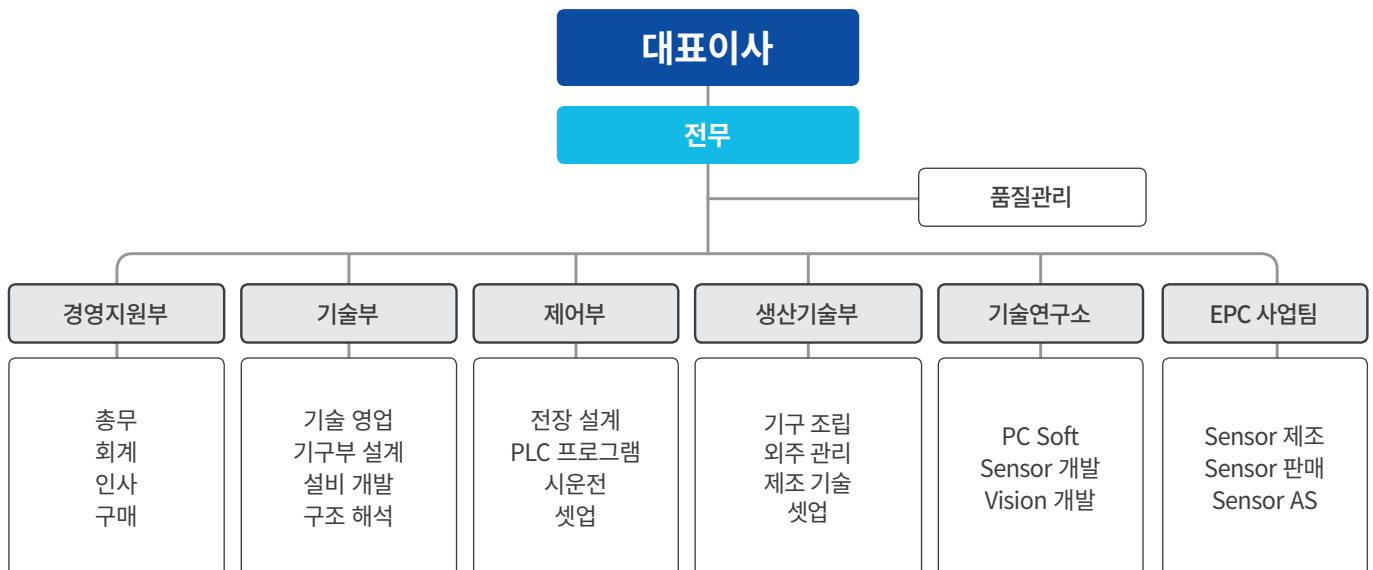 대표이사
전무
품질관리
경영지원부
기술부
제어부
생산기술부
기술연구소
EPC 사업팀
총무
회계
인사
구매
기술 영업
기구부 설계
설비 개발
구조 해석
전장 설계
PLC 프로그램
시운전
셋업
기구 조립
외주 관리
제조 기술
셋업
PC Soft
Sensor 개발
Vision 개발
Sensor 제조
Sensor 판매
Sensor AS